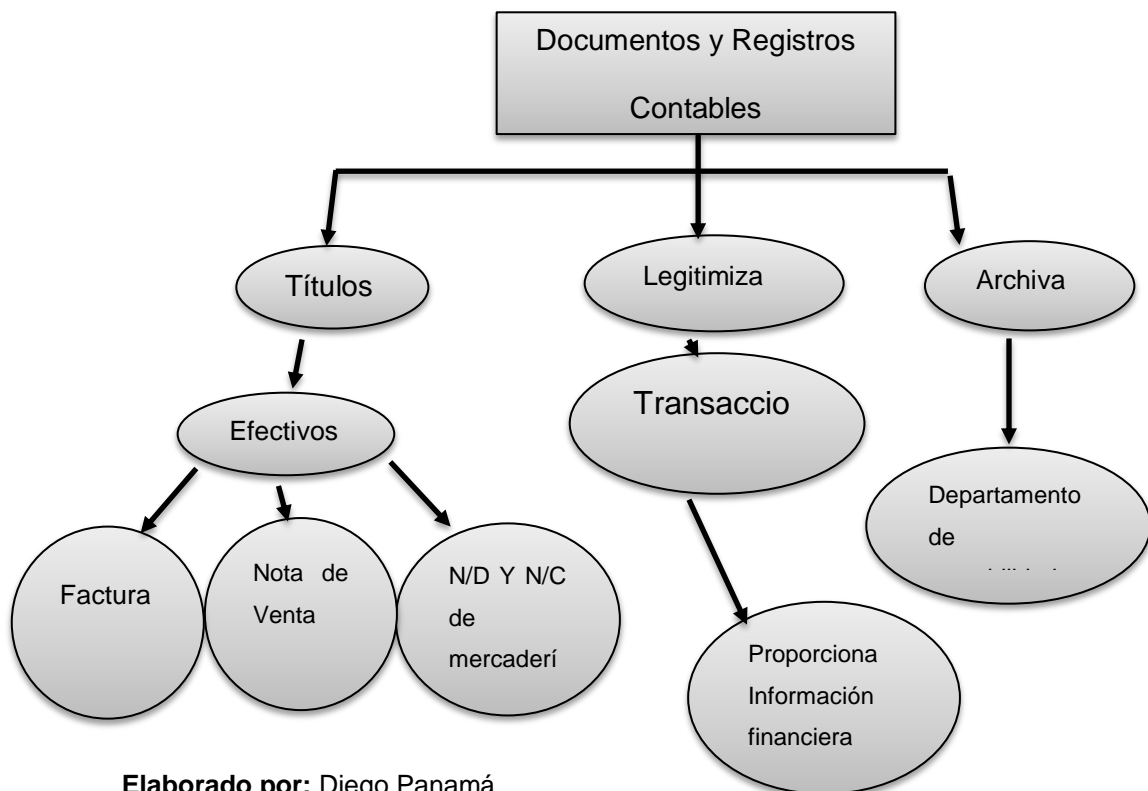 Documentos y Registros
Contables
Títulos
Legitimiza
Archiva
Efectivos
Transaccio
Departamento
de
Factura
Nota de
Venta
N/D Y N/C
de
mercaderí
Proporciona
Información
financiera
Elaborado por: Diego Panamá